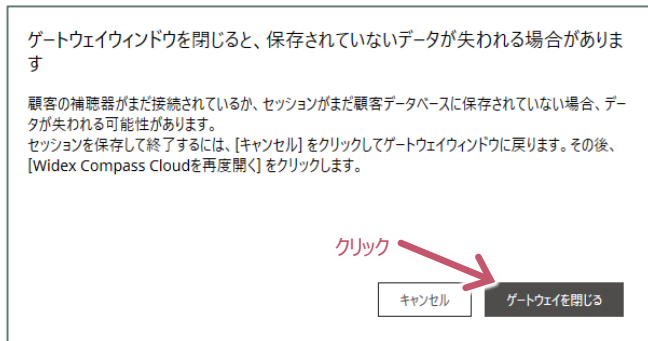 ゲートウェイウィンドウを閉じると、保存されていないデータが失われる場合がありま
す
顧客の補聴器がまだ接続されているか、セッションがまだ顧客データベースに保存されていない場合、デー
タが失われる可能性があります。
セッションを保存して終了するには、[キャンセル] をクリックしてゲートウェイウィンドウに戻ります。その後、
[Widex Compass Cloudを再度開く] をクリックします。
クリック
キャンセル
ゲートウェイを閉じる